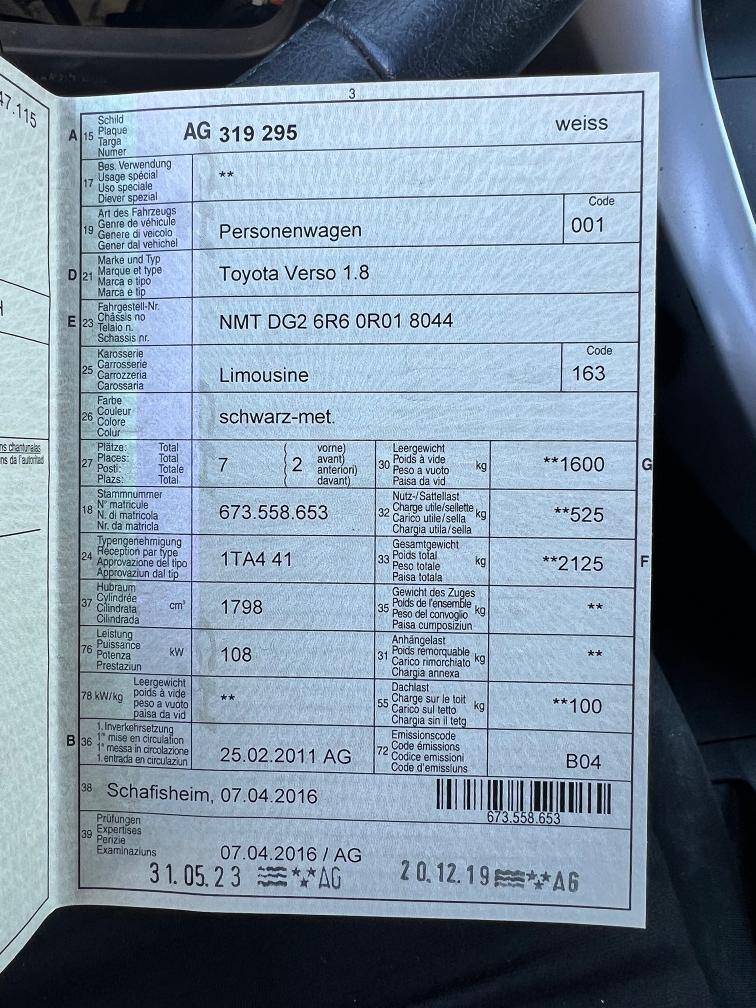 47.115
3
A 15 Schild
Plaque
Targa
Numer
AG 319 295 weiss
17 Bes. Verwendung
Usage spécial
Uso speciale
Diever spezial
**
19 Art des Fahrzeugs
Genre de véhicule
Genere di veicolo
Gener dal vehichel
Personenwagen
Code
001
D 21 Marke und Typ
Marque et type
Marca e tipo
Marca e tip
Toyota Verso 1.8
E 23 Fahrgestell-Nr.
Châssis no
Telaio n.
Schassis nr.
NMT DG2 6R6 0R01 8044
25 Karosserie
Carrosserie
Carrozzeria
Carossaria
Limousine
Code
163
26 Farbe
Couleur
Colore
Colur
schwarz-met.
27 Plätze: Total
Places: Total
Posti: Totale
Plazs: Total
7 ( 2 vorne)
avant)
anteriori)
davant)
30 Leergewicht
Poids à vide
Peso a vuoto
Paisa da vid
kg
**1600
G
18 Stammnummer
N° matricule
N. di matricola
Nr. da matricla
673.558.653
32 Nutz-/Sattellast
Charge utile/sellette
Carico utile/sella
Chargia utila/sella
kg
**525
24 Typengenehmigung
Réception par type
Approvazione del tipo
Approvaziun dal tip
1TA4 41
33 Gesamtgewicht
Poids total
Peso totale
Paisa totala
kg
**2125
F
37 Hubraum
Cylindrée
Cilindrata
Cilindrada
cm³
1798
35 Gewicht des Zuges
Poids de l'ensemble
Peso del convoglio
Paisa cumposiziun
kg
**
76 Leistung
Puissance
Potenza
Prestaziun
kW
108
31 Anhängelast
Poids remorquable
Carico rimorchiato
Chargia annexa
kg
**
78 kW/kg Leergewicht
poids à vide
peso a vuoto
paisa da vid
**
55 Dachlast
Charge sur le toit
Carico sul tetto
Chargia sin il tetg
kg
**100
B 36 1. Inverkehrsetzung
1re mise en circulation
1a messa in circolazione
1. entrada en circulaziun
25.02.2011 AG
72 Emissionscode
Code émissions
Codice emissioni
Code d'emissiuns
B04
38 Schafisheim, 07.04.2016
673.558.653
39 Prüfungen
Expertises
Perizie
Examinaziuns
07.04.2016 / AG
31.05.23 AG 20.12.19 AG